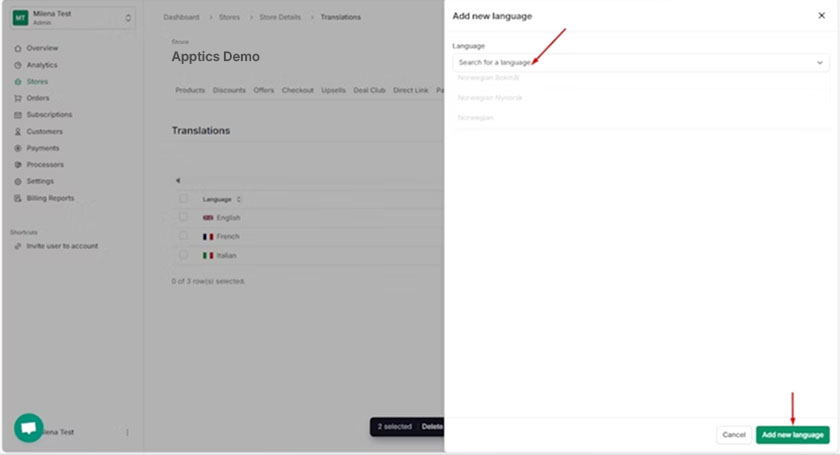 MT
Milena Test
Admin
Overview
Analytics
Stores
Orders
Subscriptions
Customers
Payments
Processors
Settings
Billing Reports
Shortcuts
Invite user to account
lena Test
Dashboard > Stores > Store Details > Translations
Store
Apptics Demo
Products Discounts Offers Checkout Upsells Deal Club Direct Link Pa
Translations
Language
English
French
Italian
0 of 3 row(s) selected.
2 selected Delete
Add new language
Language
Search for a language
Norwegian Bokmål
Norwegian Nynorsk
Norwegian
Cancel Add new language